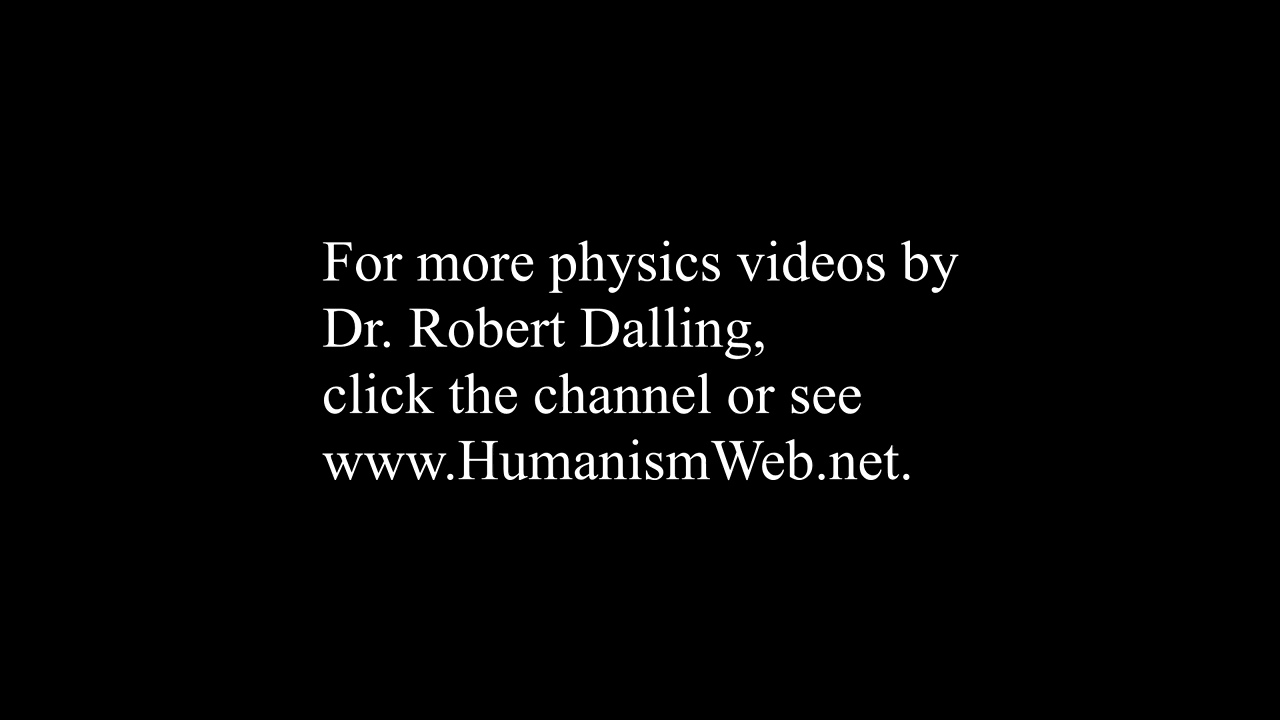 For more physics videos by
Dr. Robert Dalling,
click the channel or see
www.HumanismWeb.net.